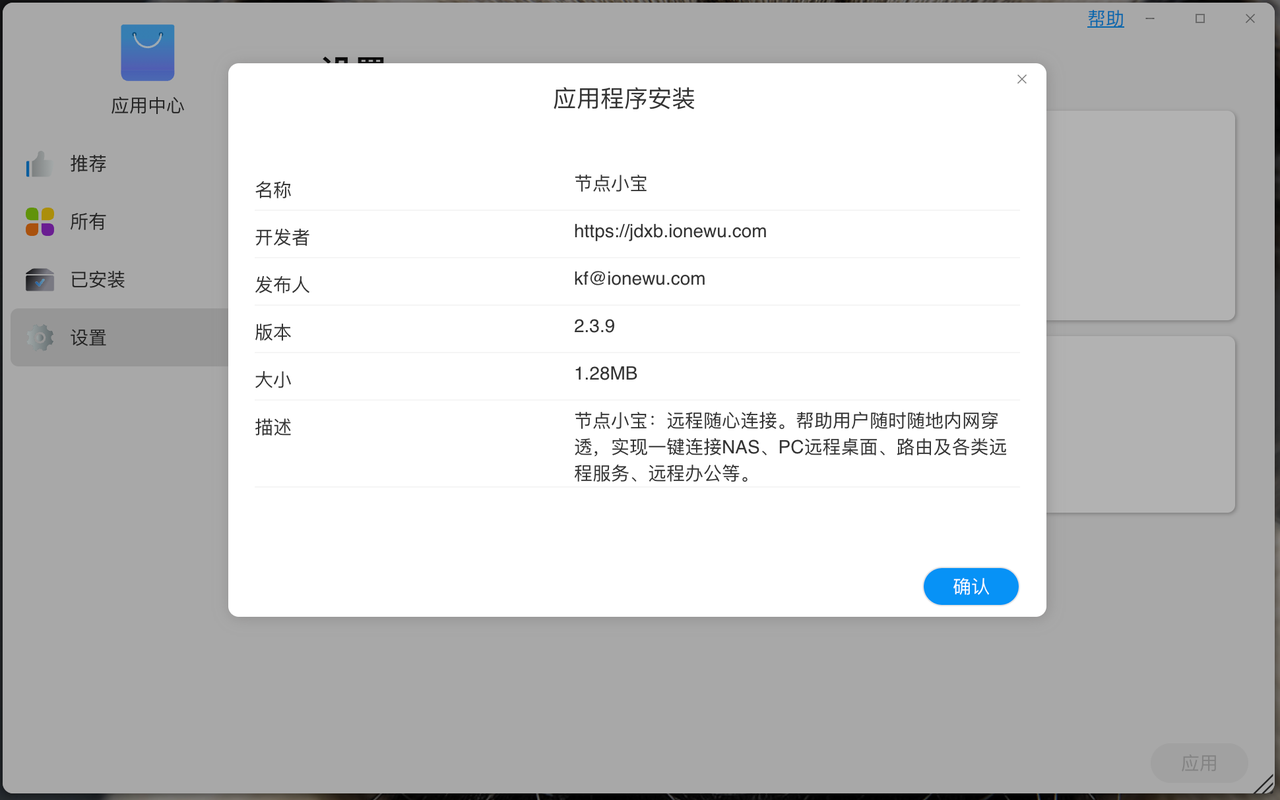 帮助
应用中心
推荐
所有
已安装
设置
应用程序安装
名称
节点小宝
开发者
https://jdxb.ionewu.com
发布人
kf@ionewu.com
版本
2.3.9
大小
1.28MB
描述
节点小宝：远程随心连接。帮助用户随时随地内网穿
透，实现一键连接NAS、PC远程桌面、路由及各类远
程服务、远程办公等。
确认
应用